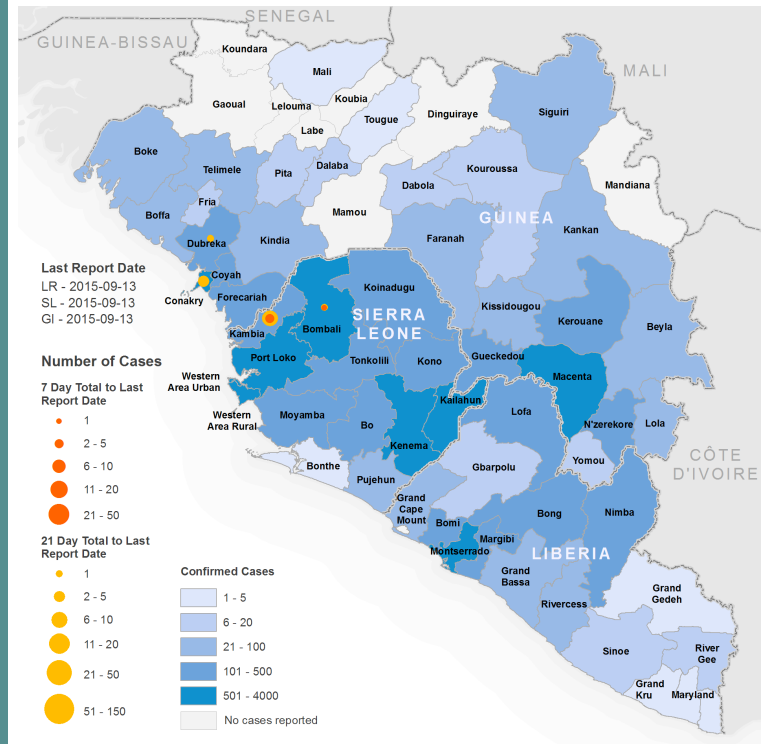 SENEGAL
GUINEA-BISSAU
MALI
Koundara
Mali
Gaoual
Lelouma
Koubia
Labe
Tougue
Dinguiraye
Siguiri
Boke
Telimele
Pita
Dalaba
Dabola
Kouroussa
Mandiana
Fria
Boffa
Mamou
GUINEA
Kankan
Dubreka
Kindia
Faranah
Last Report Date
LR - 2015-09-13
SL - 2015-09-13
GI - 2015-09-13
Coyah
Conakry
Forecariah
Koinadugu
Kissidougou
Kerouane
Beyla
SIERRA
LEONE
Kambia
Bombali
Port Loko
Tonkolili
Kono
Gueckedou
Macenta
Western
Area Urban
Western
Area Rural
Moyamba
Bo
Kailahun
Kenema
Lofa
N'zerekore
Lola
Yomou
CÔTE
D'IVOIRE
Bonthe
Pujehun
Gbarpolu
Grand
Cape
Mount
Bomi
Bong
Nimba
Margibi
Montserrado
LIBERIA
Grand
Bassa
Rivercess
Grand
Gedeh
Sinoe
River
Gee
Grand
Kru
Maryland
Number of Cases
7 Day Total to Last
Report Date
1
2 - 5
6 - 10
11 - 20
21 - 50
21 Day Total to Last
Report Date
1
2 - 5
6 - 10
11 - 20
21 - 50
51 - 150
Confirmed Cases
1 - 5
6 - 20
21 - 100
101 - 500
501 - 4000
No cases reported